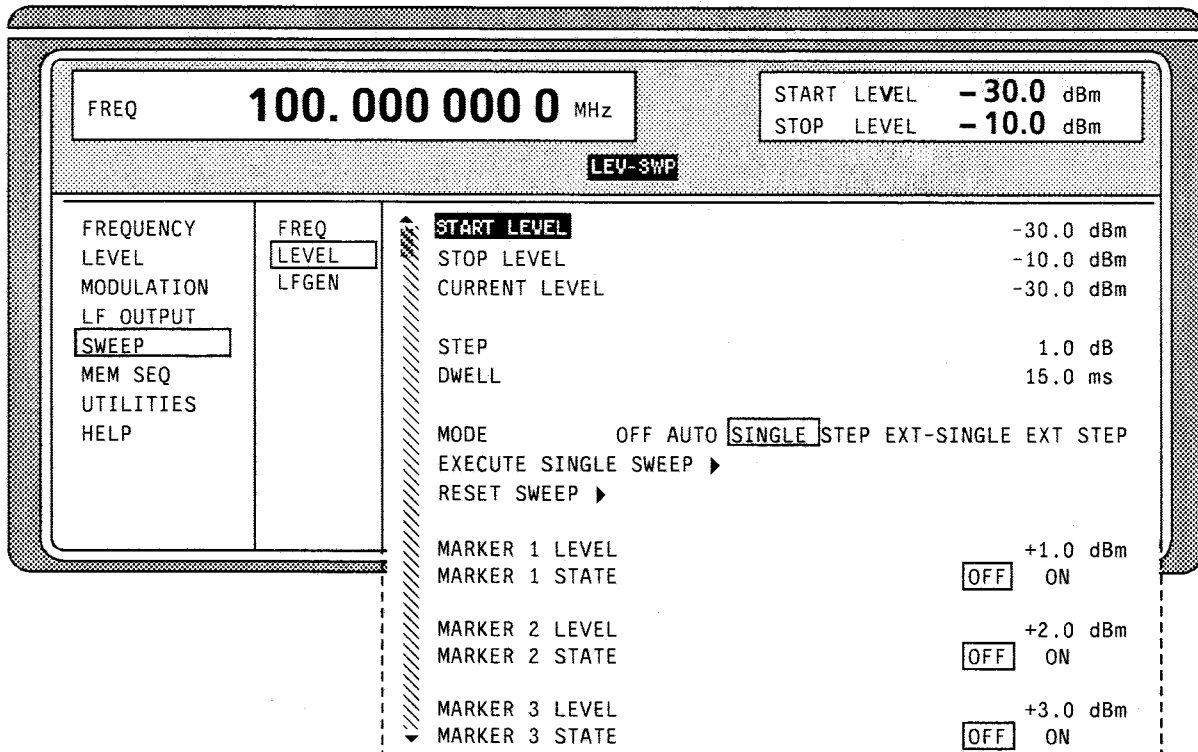 FREQ 100. 000 000 0 MHz
START LEVEL - 30.0 dBm
STOP LEVEL - 10.0 dBm
LEV-SWP
FREQUENCY
LEVEL
MODULATION
LF OUTPUT
SWEEP
MEM SEQ
UTILITIES
HELP
FREQ
LEVEL
LFGEN
START LEVEL -30.0 dBm
STOP LEVEL -10.0 dBm
CURRENT LEVEL -30.0 dBm
STEP 1.0 dB
DWELL 15.0 ms
MODE OFF AUTO SINGLE STEP EXT-SINGLE EXT STEP
EXECUTE SINGLE SWEEP
RESET SWEEP
MARKER 1 LEVEL +1.0 dBm
MARKER 1 STATE OFF ON
MARKER 2 LEVEL +2.0 dBm
MARKER 2 STATE OFF ON
MARKER 3 LEVEL +3.0 dBm
MARKER 3 STATE OFF ON